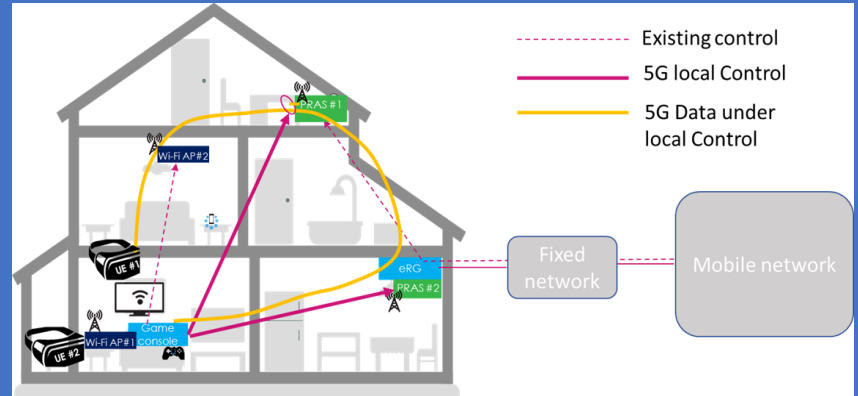 Existing control
5G local Control
5G Data under
local Control
PRAS #1
Wi-Fi AP#2
UE #1
eRG
PRAS #2
Fixed
network
Mobile network
Game
console
Wi-Fi AP#1
UE #2